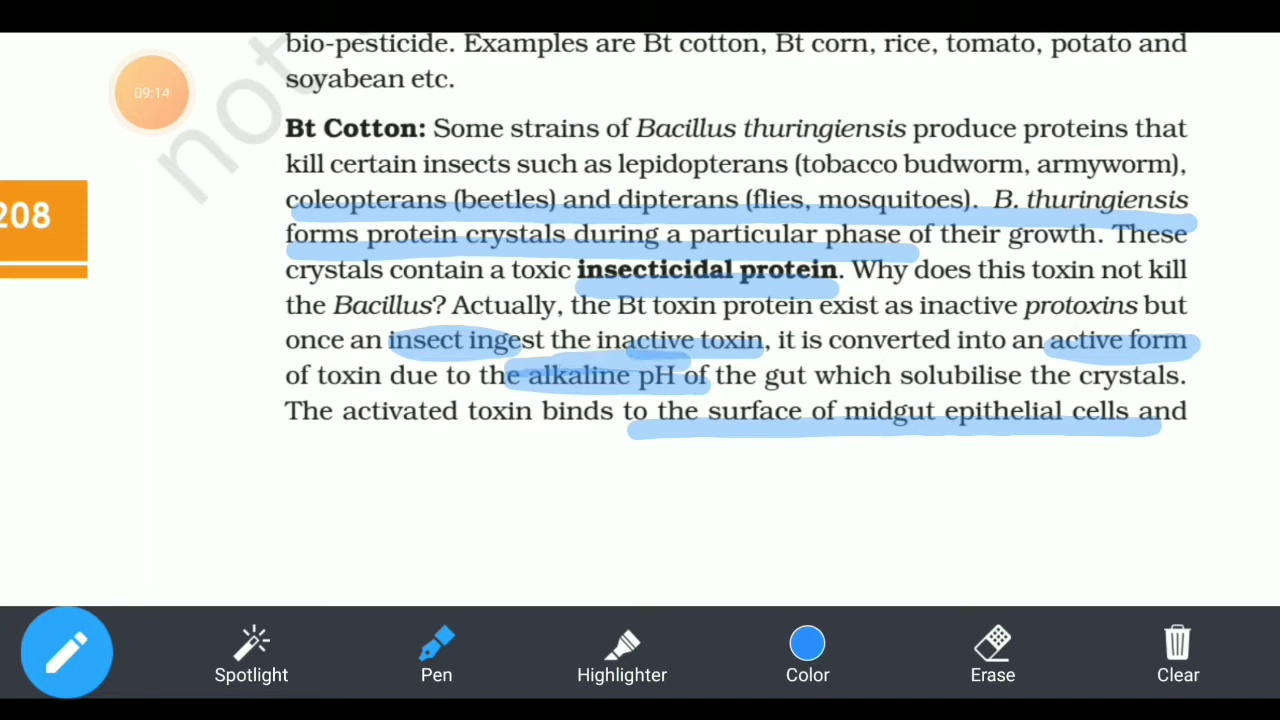 bio-pesticide. Examples are Bt cotton, Bt corn, rice, tomato, potato and
soyabean etc.
09:14
not
Bt Cotton: Some strains of Bacillus thuringiensis produce proteins that
kill certain insects such as lepidopterans (tobacco budworm, armyworm),
coleopterans (beetles) and dipterans (flies, mosquitoes). B. thuringiensis
208
forms protein crystals during a particular phase of their growth. These
crystals contain a toxic insecticidal protein. Why does this toxin not kill
the Bacillus? Actually, the Bt toxin protein exist as inactive protoxins but
once an insect ingest the inactive toxin, it is converted into an active form
of toxin due to the alkaline pH of the gut which solubilise the crystals.
The activated toxin binds to the surface of midgut epithelial cells and
Spotlight
Pen
Highlighter
Color
Erase
Clear